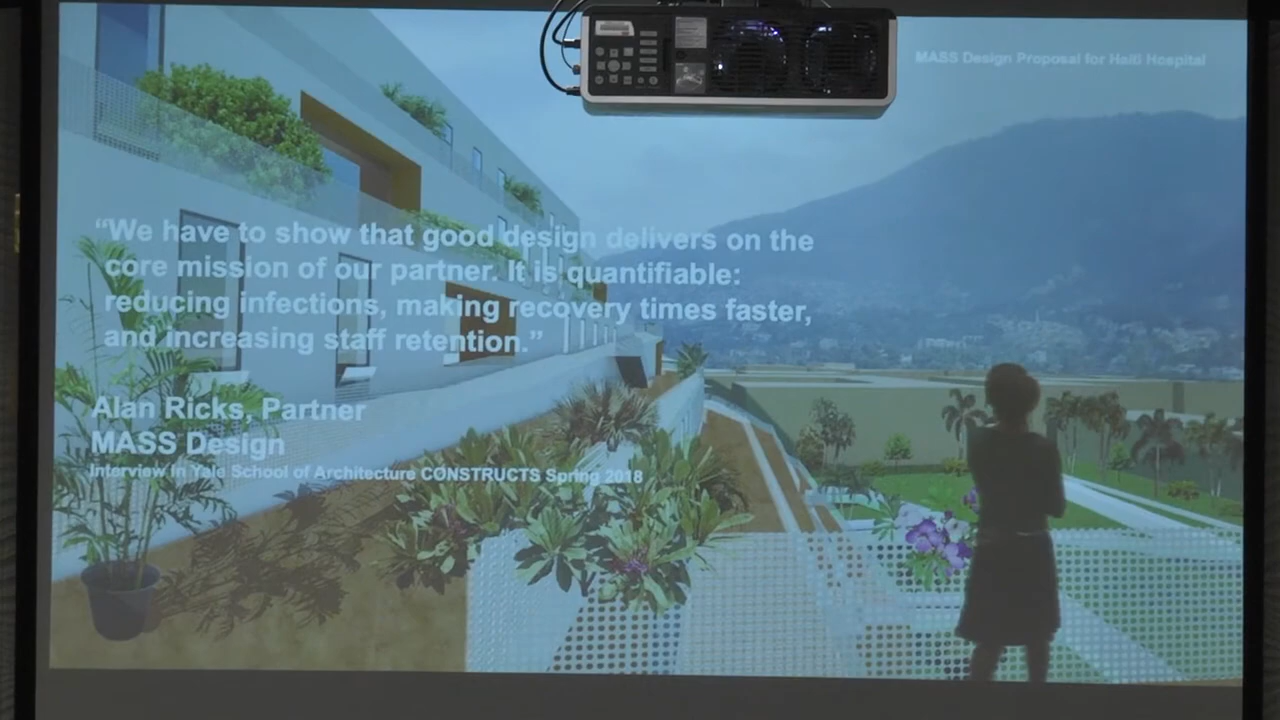 MASS Design Proposal for Haiti Hospital
“We have to show that good design delivers on the
core mission of our partner. It is quantifiable:
reducing infections, making recovery times faster,
and increasing staff retention.”
Alan Ricks, Partner
MASS Design
Interview in Yale School of Architecture CONSTRUCTS Spring 2018